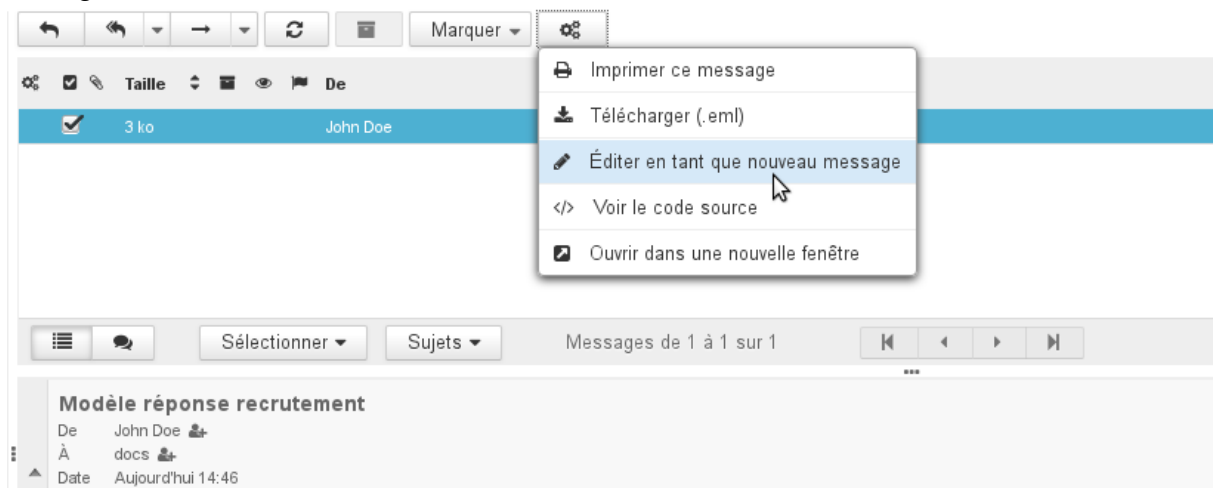 Marquer
Taille De
3 ko John Doe
Imprimer ce message
Télécharger (.eml)
Éditer en tant que nouveau message
</> Voir le code source
Ouvrir dans une nouvelle fenêtre
Sélectionner Sujets Messages de 1 à 1 sur 1
Modèle réponse recrutement
De John Doe
À docs
Date Aujourd'hui 14:46